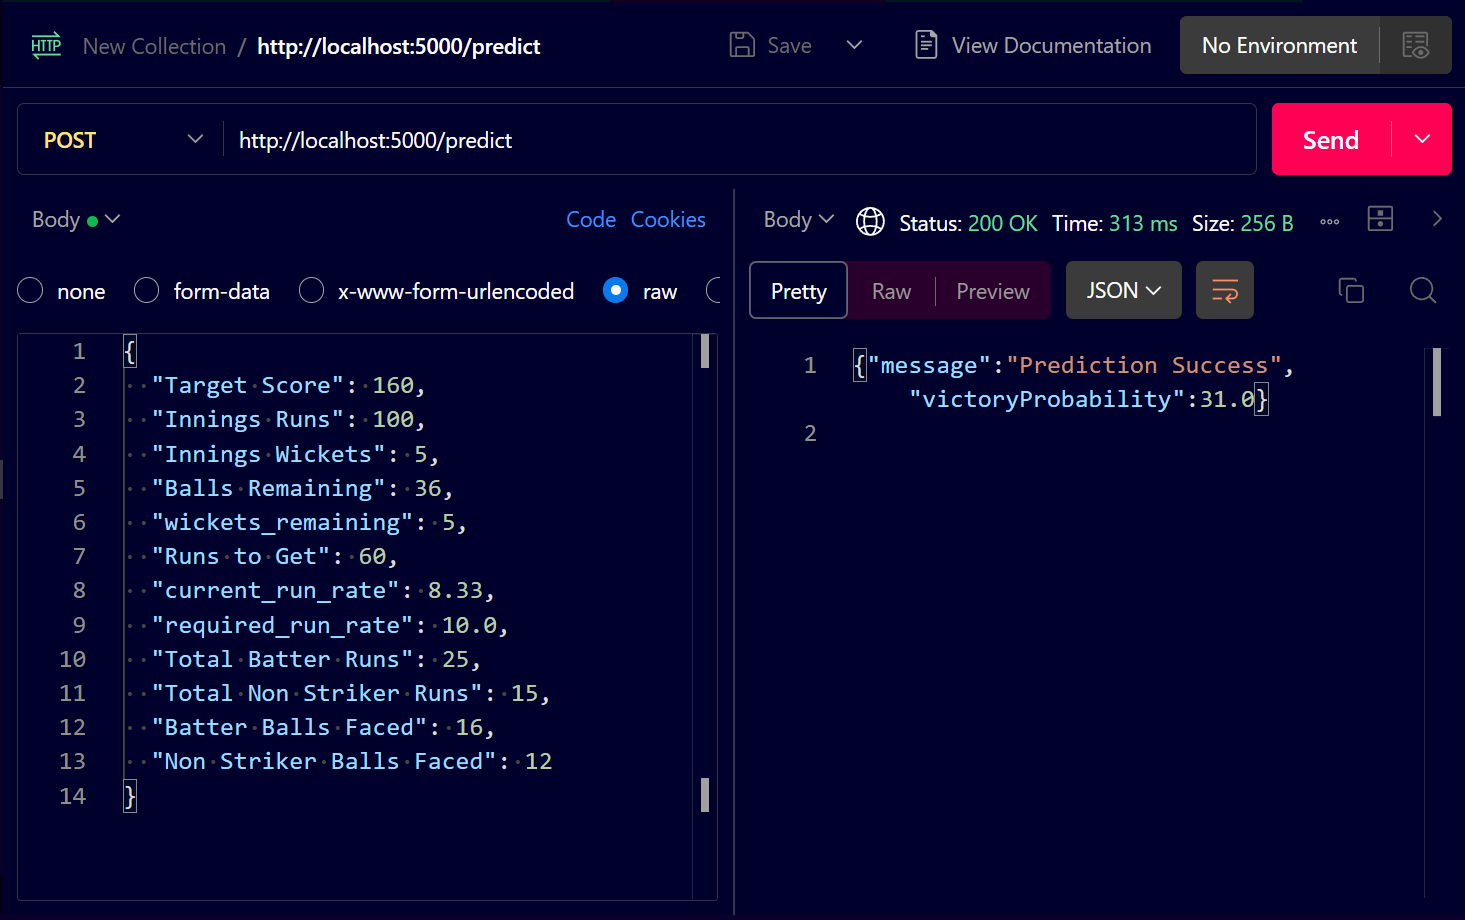 HTTP New Collection / http://localhost:5000/predict Save View Documentation No Environment
POST http://localhost:5000/predict Send
Body Code Cookies
none form-data x-www-form-urlencoded raw
1 {
2 "Target Score": 160,
3 "Innings Runs": 100,
4 "Innings Wickets": 5,
5 "Balls Remaining": 36,
6 "wickets_remaining": 5,
7 "Runs to Get": 60,
8 "current_run_rate": 8.33,
9 "required_run_rate": 10.0,
10 "Total Batter Runs": 25,
11 "Total Non Striker Runs": 15,
12 "Batter Balls Faced": 16,
13 "Non Striker Balls Faced": 12
14 }
Body Status: 200 OK Time: 313 ms Size: 256 B
Pretty Raw Preview JSON
1 {"message":"Prediction Success",
"victoryProbability":31.0}
2